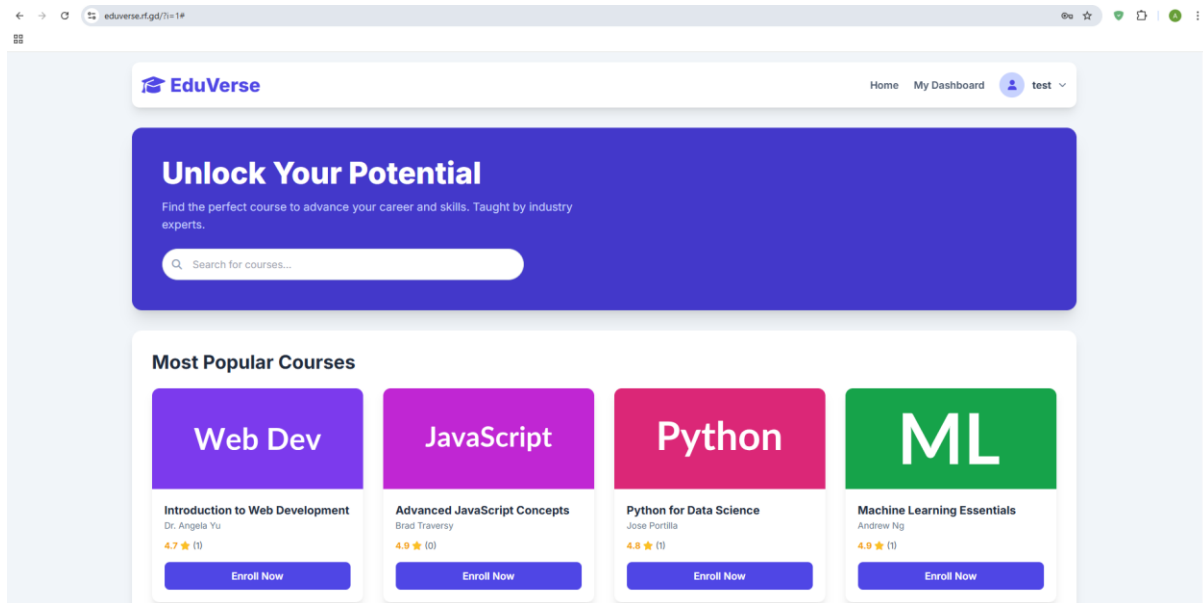 eduverse.rf.gd/?i=1#
A
EduVerse
Home My Dashboard test
Unlock Your Potential
Find the perfect course to advance your career and skills. Taught by industry
experts.
Search for courses...
Most Popular Courses
Web Dev
JavaScript
Python
ML
Introduction to Web Development
Dr. Angela Yu
4.7 ★ (1)
Enroll Now
Advanced JavaScript Concepts
Brad Traversy
4.9 ★ (0)
Enroll Now
Python for Data Science
Jose Portilla
4.8 ★ (1)
Enroll Now
Machine Learning Essentials
Andrew Ng
4.9 ★ (1)
Enroll Now